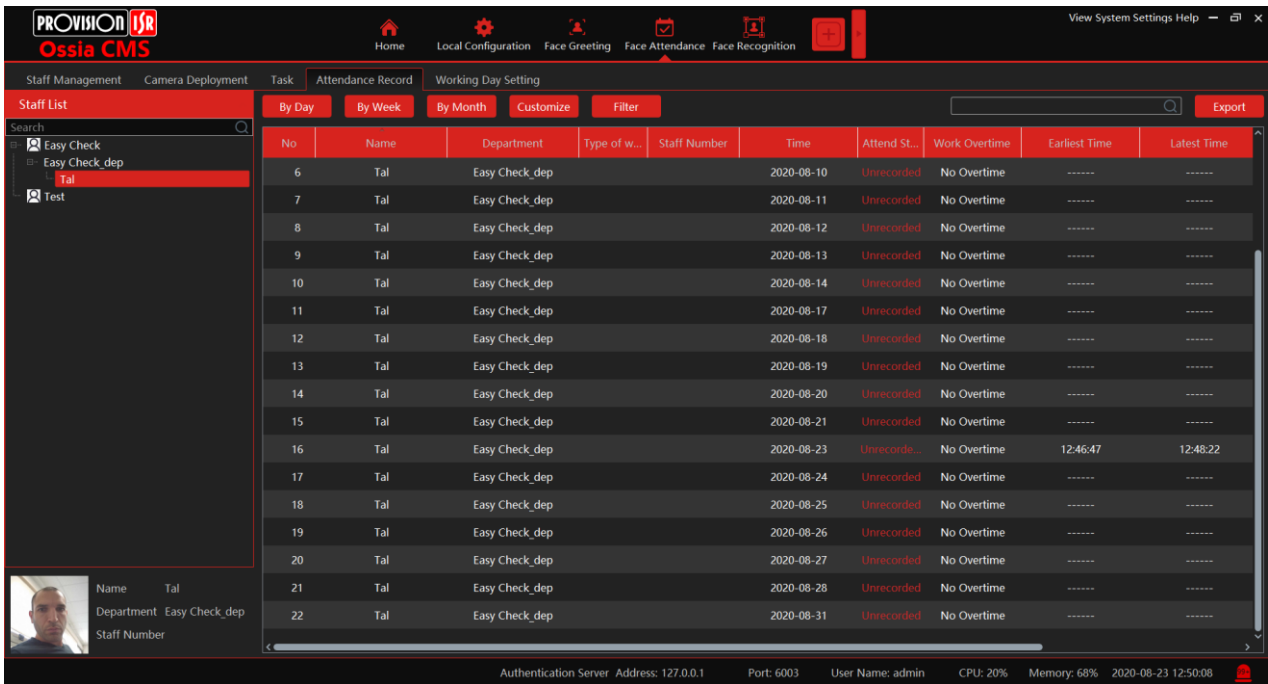 PROVISION ISR
Ossia CMS
Home
Local Configuration
Face Greeting
Face Attendance
Face Recognition
View System Settings Help
Staff Management Camera Deployment Task Attendance Record Working Day Setting
Staff List
Search
Easy Check
Easy Check_dep
Tal
Test
By Day By Week By Month Customize Filter Export
No Name Department Type of w... Staff Number Time Attend St... Work Overtime Earliest Time Latest Time
6 Tal Easy Check_dep 2020-08-10 Unrecorded No Overtime ------ ------
7 Tal Easy Check_dep 2020-08-11 Unrecorded No Overtime ------ ------
8 Tal Easy Check_dep 2020-08-12 Unrecorded No Overtime ------ ------
9 Tal Easy Check_dep 2020-08-13 Unrecorded No Overtime ------ ------
10 Tal Easy Check_dep 2020-08-14 Unrecorded No Overtime ------ ------
11 Tal Easy Check_dep 2020-08-17 Unrecorded No Overtime ------ ------
12 Tal Easy Check_dep 2020-08-18 Unrecorded No Overtime ------ ------
13 Tal Easy Check_dep 2020-08-19 Unrecorded No Overtime ------ ------
14 Tal Easy Check_dep 2020-08-20 Unrecorded No Overtime ------ ------
15 Tal Easy Check_dep 2020-08-21 Unrecorded No Overtime ------ ------
16 Tal Easy Check_dep 2020-08-23 Unrecorde... No Overtime 12:46:47 12:48:22
17 Tal Easy Check_dep 2020-08-24 Unrecorded No Overtime ------ ------
18 Tal Easy Check_dep 2020-08-25 Unrecorded No Overtime ------ ------
19 Tal Easy Check_dep 2020-08-26 Unrecorded No Overtime ------ ------
20 Tal Easy Check_dep 2020-08-27 Unrecorded No Overtime ------ ------
21 Tal Easy Check_dep 2020-08-28 Unrecorded No Overtime ------ ------
22 Tal Easy Check_dep 2020-08-31 Unrecorded No Overtime ------ ------
Name Tal
Department Easy Check_dep
Staff Number
Authentication Server Address: 127.0.0.1 Port: 6003 User Name: admin CPU: 20% Memory: 68% 2020-08-23 12:50:08